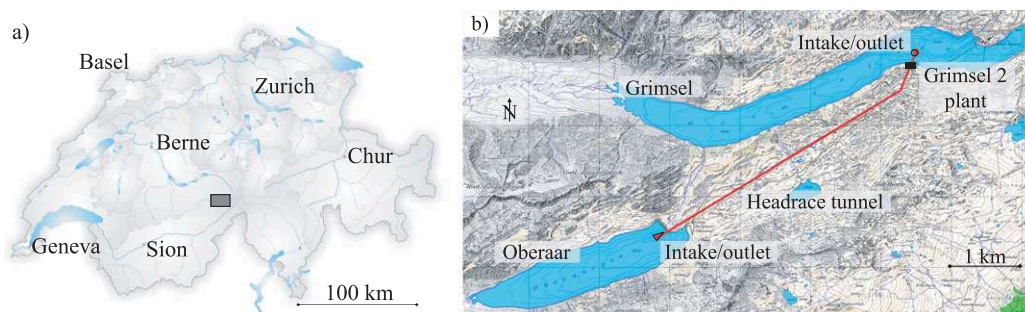 a)
Basel
Zurich
Berne
Chur
Geneva
Sion
100 km
b)
Intake/outlet
Grimsel
Grimsel 2
plant
N
Headrace tunnel
Oberaar
Intake/outlet
1 km